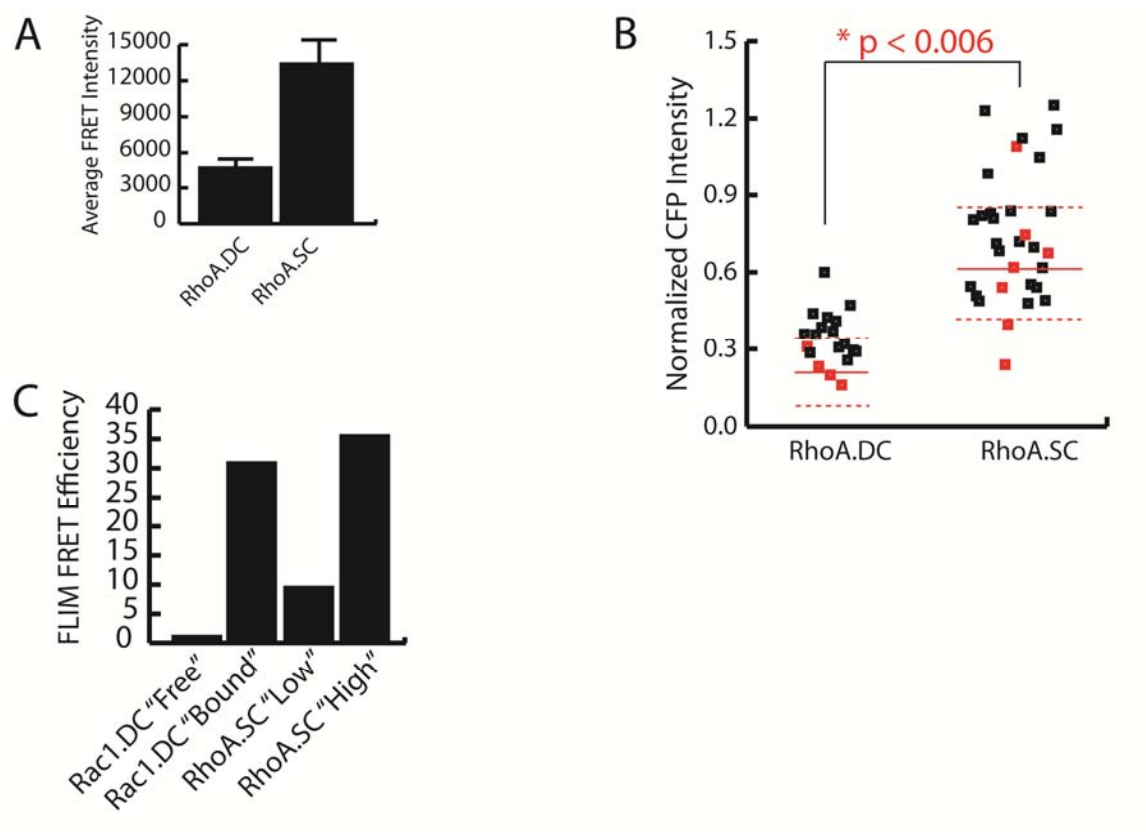 A
Average FRET Intensity
15000
12000
9000
6000
3000
0
RhoA.DC
RhoA.SC
B
* p < 0.006
Normalized CFP Intensity
1.5
1.2
0.9
0.6
0.3
0.0
RhoA.DC
RhoA.SC
C
FLIM FRET Efficiency
40
35
30
25
20
15
10
5
0
Rac1.DC “Free”
Rac1.DC “Bound”
RhoA.SC “Low”
RhoA.SC “High”